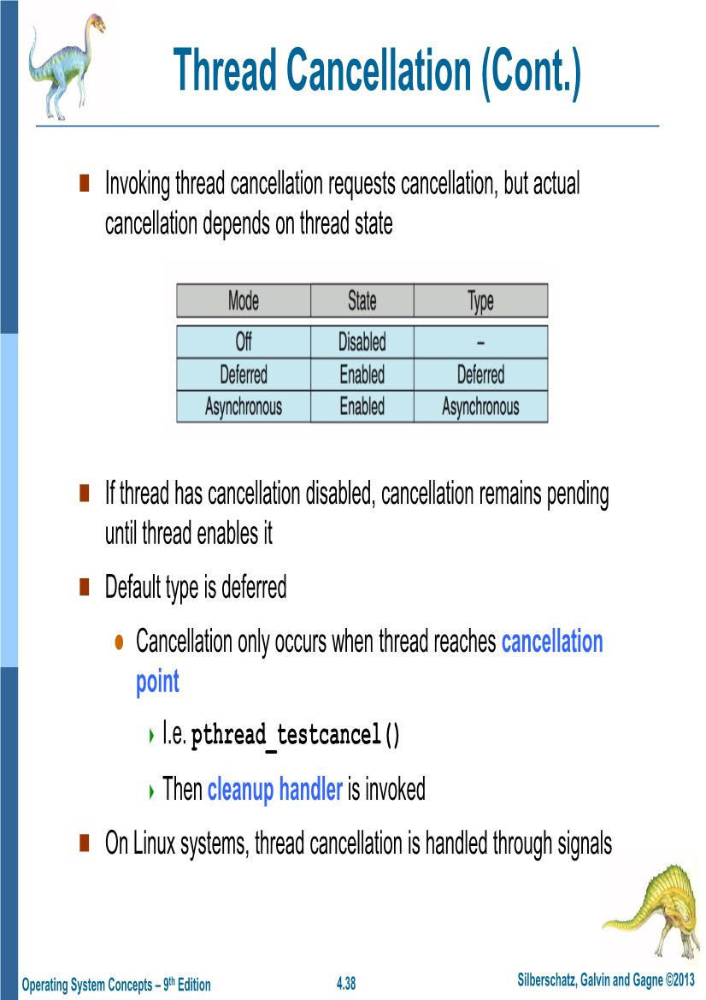 Thread Cancellation (Cont.)
Invoking thread cancellation requests cancellation, but actual
cancellation depends on thread state
Mode State Type
Off Disabled –
Deferred Enabled Deferred
Asynchronous Enabled Asynchronous
If thread has cancellation disabled, cancellation remains pending
until thread enables it
Default type is deferred
Cancellation only occurs when thread reaches cancellation
point
I.e. pthread_testcancel()
Then cleanup handler is invoked
On Linux systems, thread cancellation is handled through signals
Operating System Concepts – 9th Edition 4.38 Silberschatz, Galvin and Gagne ©2013